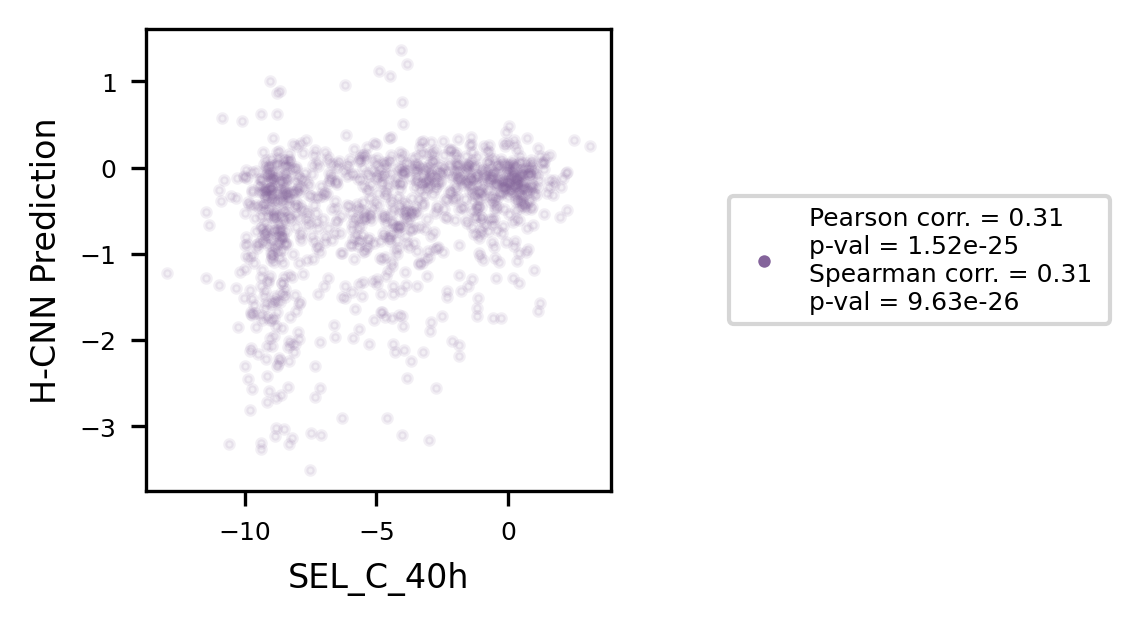 H-CNN Prediction
1
0
−1
−2
−3
−10
−5
0
SEL_C_40h
Pearson corr. = 0.31
p-val = 1.52e-25
Spearman corr. = 0.31
p-val = 9.63e-26